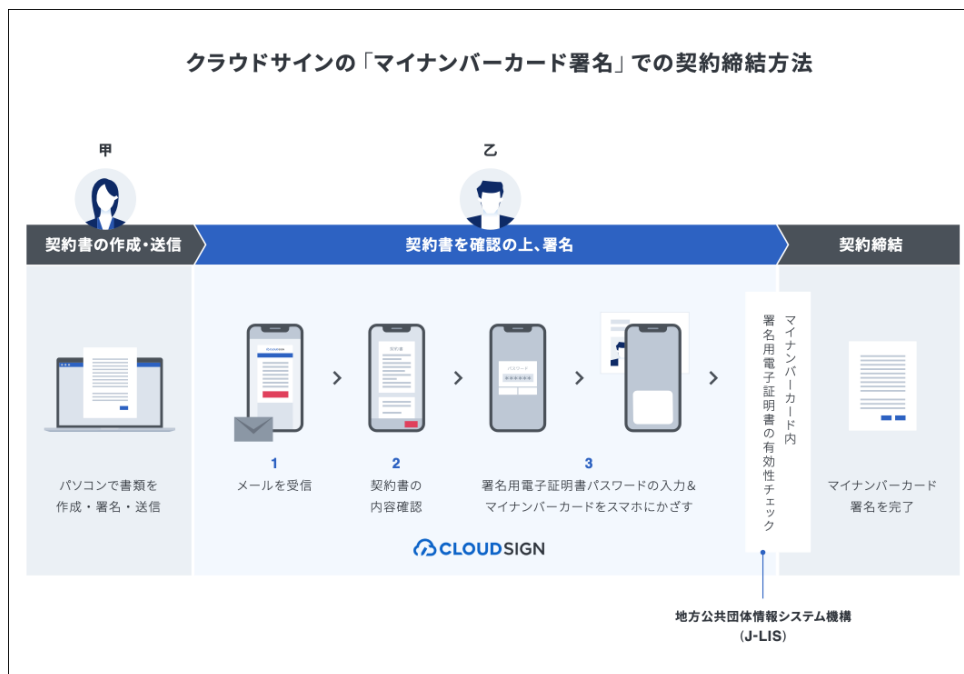 クラウドサインの「マイナンバーカード署名」での契約締結方法
甲
乙
契約書の作成・送信
契約書を確認の上、署名
契約締結
契約書
パスワード
1
メールを受信
2
契約書の
内容確認
3
署名用電子証明書パスワードの入力&
マイナンバーカードをスマホにかざす
パソコンで書類を
作成・署名・送信
マイナンバーカード内
署名用電子証明書の有効性チェック
マイナンバーカード
署名を完了
CLOUDSIGN
地方公共団体情報システム機構
(J-LIS)